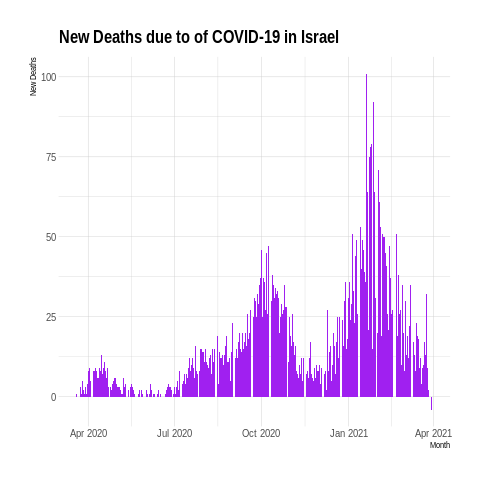 New Deaths due to of COVID-19 in Israel
New Deaths
100
75
50
25
0
Apr 2020
Jul 2020
Oct 2020
Jan 2021
Apr 2021
Month